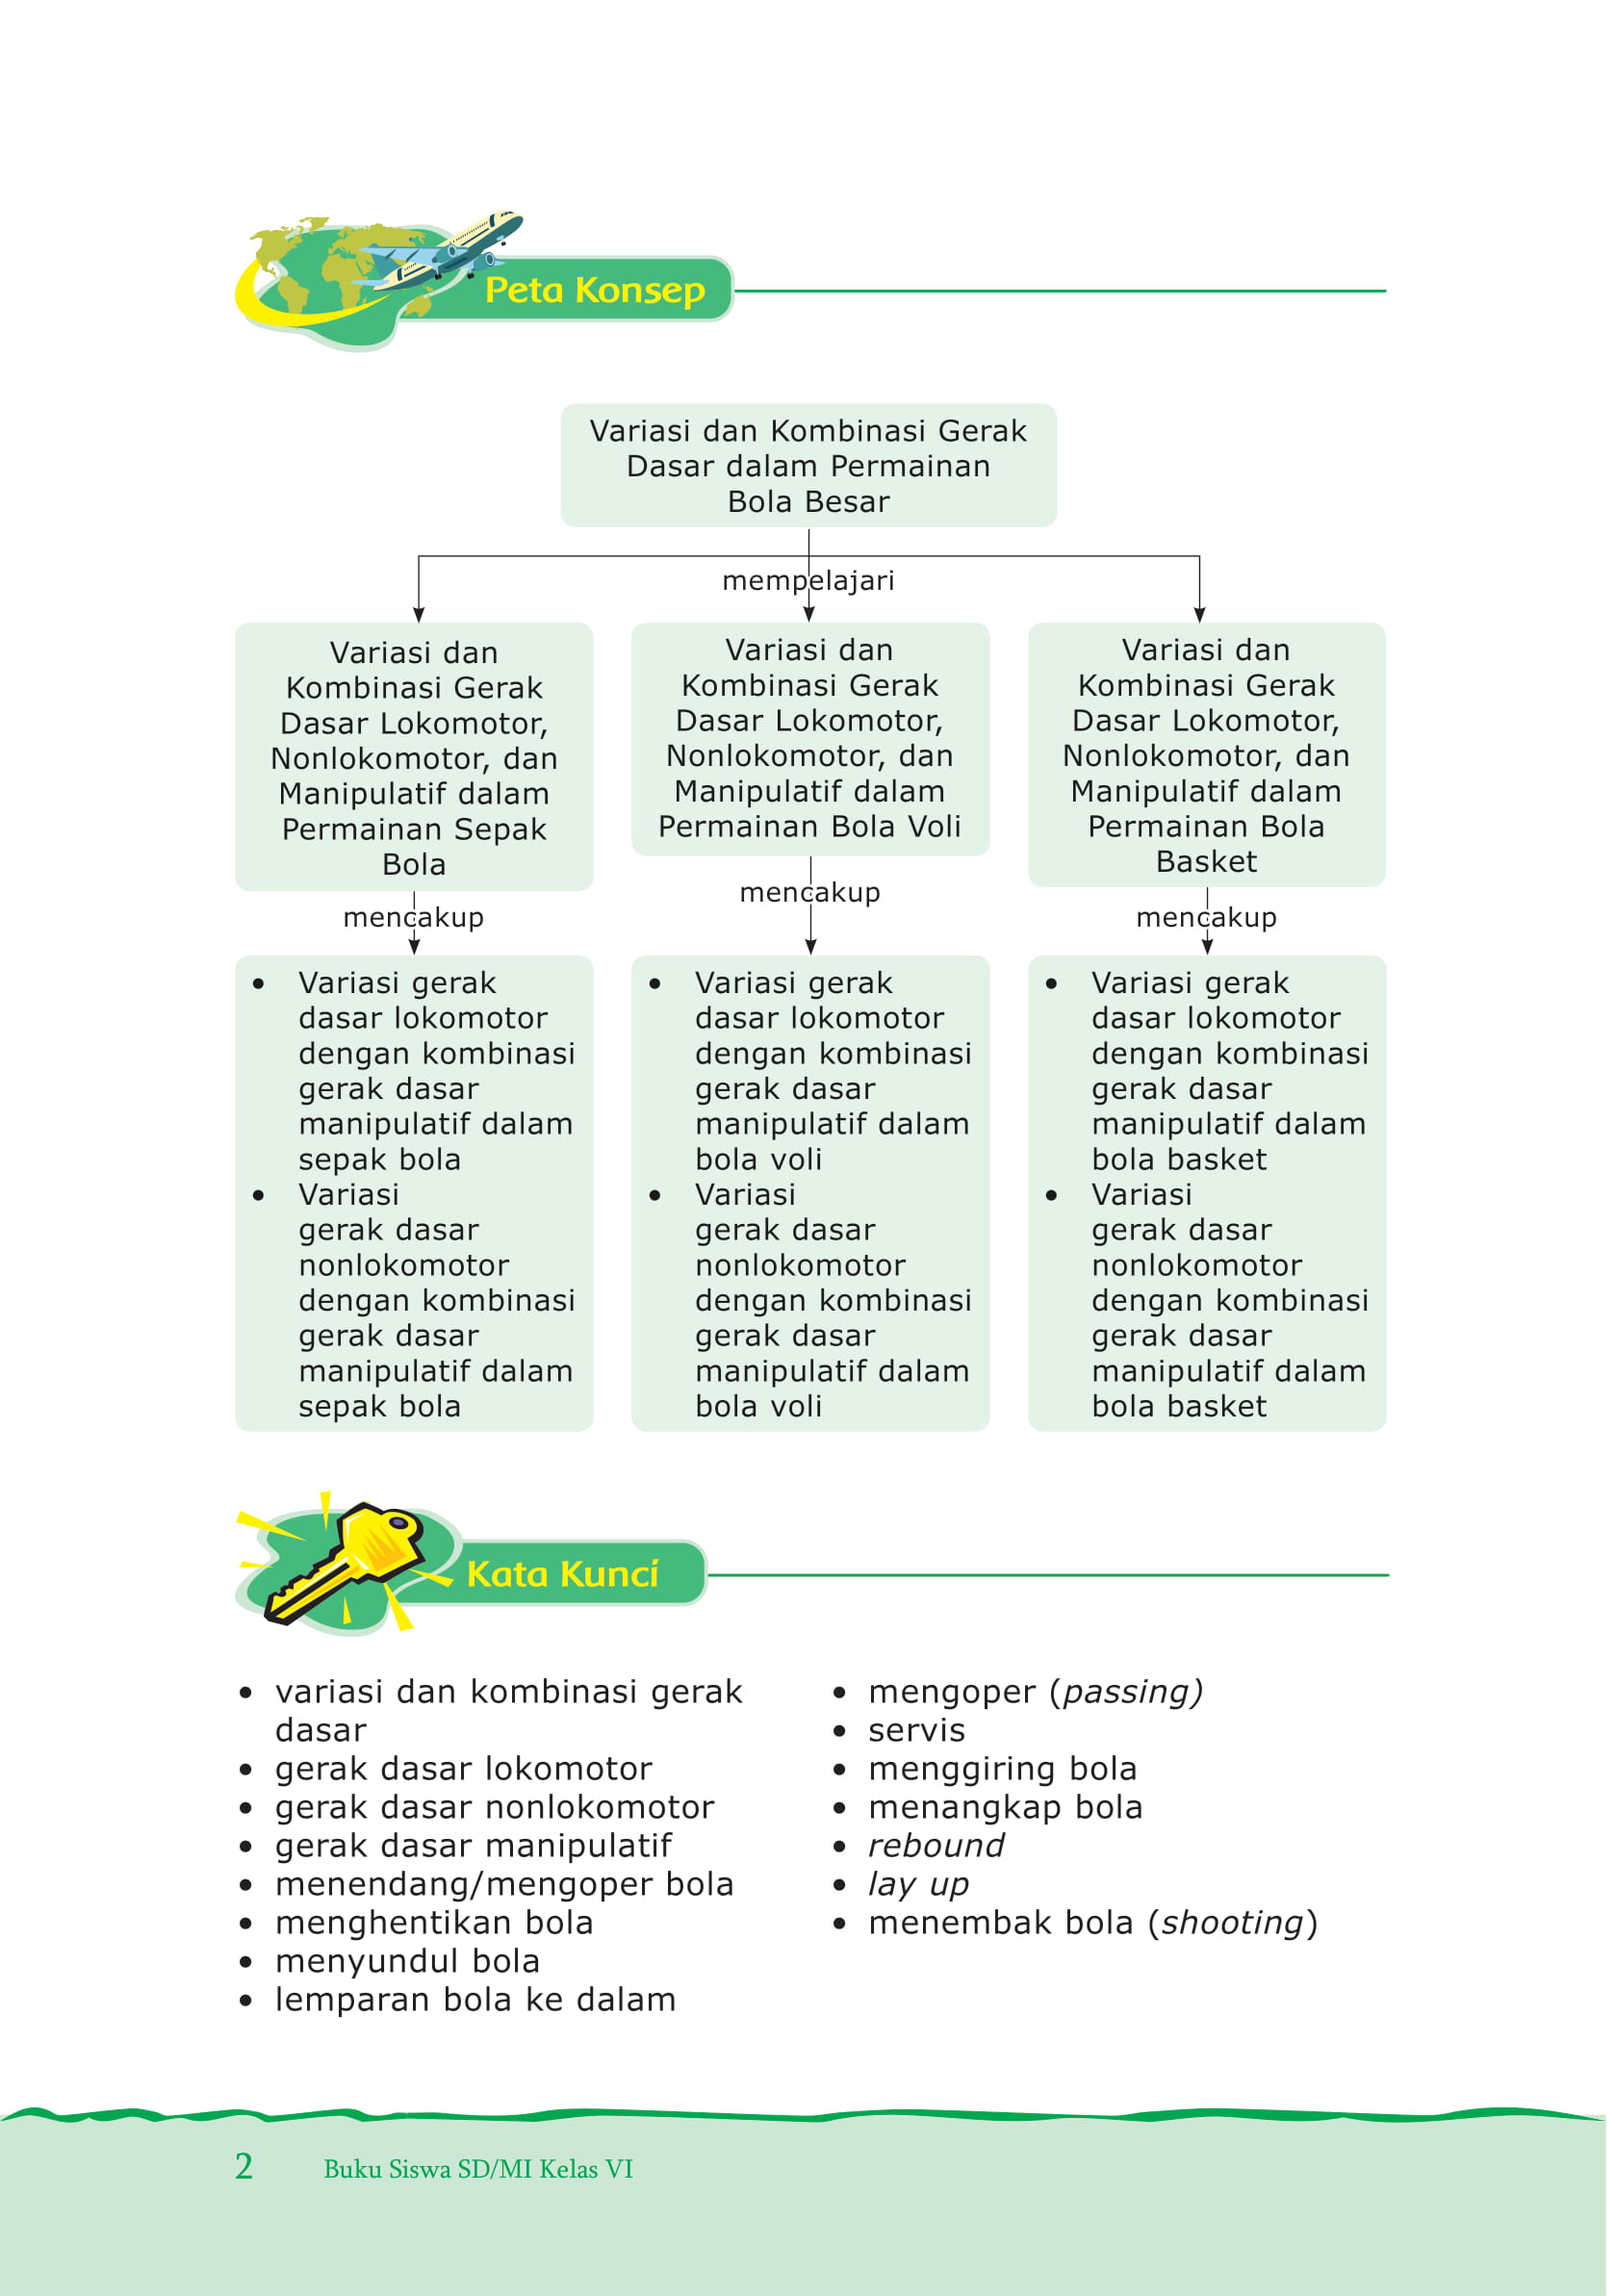 Peta Konsep
Variasi dan Kombinasi Gerak
Dasar dalam Permainan
Bola Besar
mempelajari
Variasi dan
Kombinasi Gerak
Dasar Lokomotor,
Nonlokomotor, dan
Manipulatif dalam
Permainan Sepak
Bola
mencakup
• Variasi gerak
dasar lokomotor
dengan kombinasi
gerak dasar
manipulatif dalam
sepak bola
• Variasi
gerak dasar
nonlokomotor
dengan kombinasi
gerak dasar
manipulatif dalam
sepak bola
Variasi dan
Kombinasi Gerak
Dasar Lokomotor,
Nonlokomotor, dan
Manipulatif dalam
Permainan Bola Voli
mencakup
• Variasi gerak
dasar lokomotor
dengan kombinasi
gerak dasar
manipulatif dalam
bola voli
• Variasi
gerak dasar
nonlokomotor
dengan kombinasi
gerak dasar
manipulatif dalam
bola voli
Variasi dan
Kombinasi Gerak
Dasar Lokomotor,
Nonlokomotor, dan
Manipulatif dalam
Permainan Bola
Basket
mencakup
• Variasi gerak
dasar lokomotor
dengan kombinasi
gerak dasar
manipulatif dalam
bola basket
• Variasi
gerak dasar
nonlokomotor
dengan kombinasi
gerak dasar
manipulatif dalam
bola basket
Kata Kunci
• variasi dan kombinasi gerak
dasar
• gerak dasar lokomotor
• gerak dasar nonlokomotor
• gerak dasar manipulatif
• menendang/mengoper bola
• menghentikan bola
• menyundul bola
• lemparan bola ke dalam
• mengoper (passing)
• servis
• menggiring bola
• menangkap bola
• rebound
• lay up
• menembak bola (shooting)
2 Buku Siswa SD/MI Kelas VI